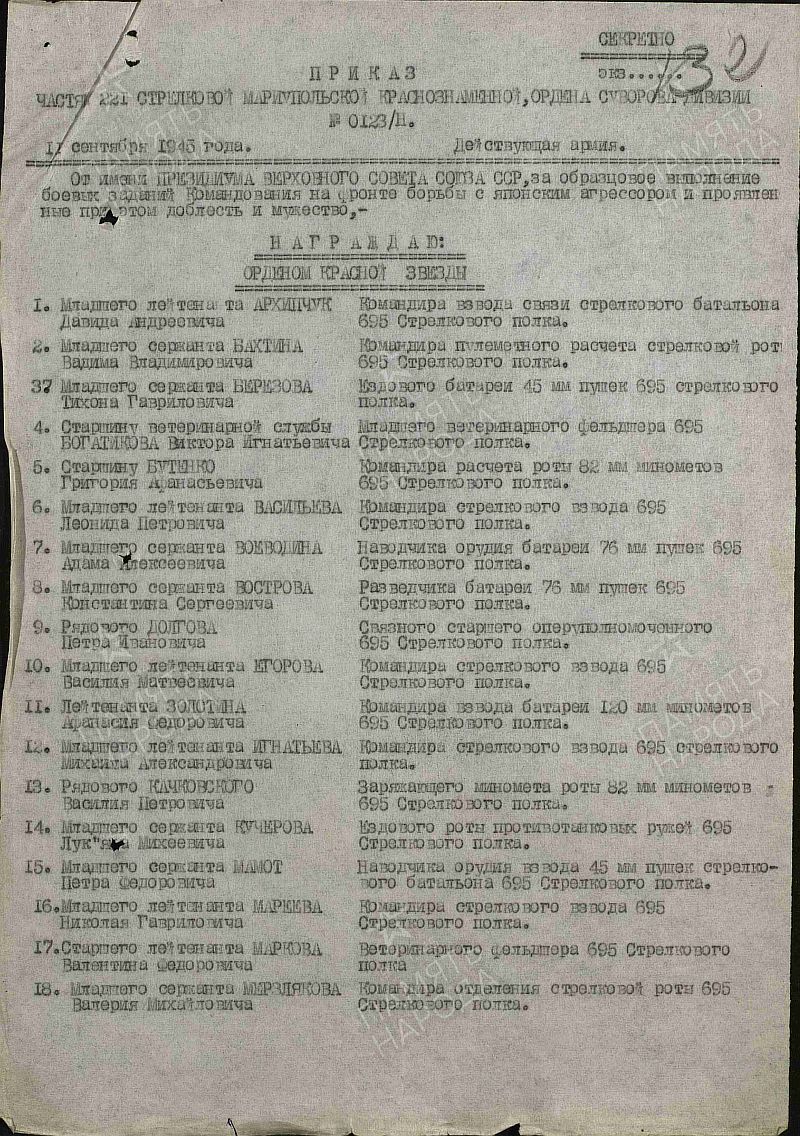 СЕКРЕТНО
экз......
132
ПРИКАЗ
ЧАСТЯМ 221 СТРЕЛКОВОЙ МАРИУПОЛЬСКОЙ КРАСНОЗНАМЕННОЙ, ОРДЕНА СУВОРОВА ДИВИЗИИ
№ 0123/Н.
11 сентября 1945 года. Действующая армия.
От имени ПРЕЗИДИУМА ВЕРХОВНОГО СОВЕТА СОЮЗА ССР, за образцовое выполнение
боевых заданий Командования на фронте борьбы с японским агрессором и проявлен
ные при этом доблесть и мужество,-
НАГРАЖДАЮ:
ОРДЕНОМ КРАСНОЙ ЗВЕЗДЫ
1. Младшего лейтена та АРХИПЧУК Командира взвода связи стрелкового батальона
Давида Андреевича 695 Стрелкового полка.
2. Младшего сержанта БАХТИНА Командира пулеметного расчета стрелковой рот
Вадима Владимировича 695 Стрелкового полка.
37 Младшего сержанта БЕРЕЗОВА Ездового батареи 45 мм пушек 695 стрелкового
Тихона Гавриловича полка.
4. Старшину ветеринарной службы Младшего ветеринарного фельдшера 695
БОГАТИКОВА Виктора Игнатьевича Стрелкового полка.
5. Старшину БУТЕНКО Командира расчета роты 82 мм минометов
Григория Афанасьевича 695 Стрелкового полка.
6. Младшего лейтенанта ВАСИЛЬЕВА Командира стрелкового взвода 695
Леонида Петровича Стрелкового полка.
7. Младшего сержанта ВОЕВОДИНА Наводчика орудия батареи 76 мм пушек 695
Адама Алексеевича Стрелкового полка.
8. Младшего сержанта ВОСТРОВА Разведчика батареи 76 мм пушек 695
Константина Сергеевича Стрелкового полка.
9. Рядового ДОЛГОВА Связного старшего оперуполномоченного
Петра Ивановича 695 Стрелкового полка.
10. Младшего лейтенанта ЕГОРОВА Командира стрелкового взвода 695
Василия Матвеевича Стрелкового полка.
11. Лейтенанта ЗОЛОТИНА Командира взвода батареи 120 мм минометов
Афанасия Федоровича 695 Стрелкового полка.
12. Младшего лейтенанта ИГНАТЬЕВА Командира стрелкового взвода 695 стрелкового
Михаила Александровича полка.
13. Рядового КАЧКОВСКОГО Заряжающего миномета роты 82 мм минометов
Василия Петровича 695 Стрелкового полка.
14. Младшего сержанта КУЧЕРОВА Ездового роты противотанковых ружей 695
Лук"яна Михеевича Стрелкового полка.
15. Младшего сержанта МАМОТ Наводчика орудия взвода 45 мм пушек стрелко-
Петра Федоровича вого батальона 695 Стрелкового полка.
16. Младшего лейтенанта МАРЕЕВА Командира стрелкового взвода 695
Николая Гавриловича Стрелкового полка.
17. Старшего лейтенанта МАРКОВА Ветеринарного фельдшера 695 Стрелкового
Валентина Федоровича полка
18. Младшего сержанта МЕРЗЛЯКОВА Командира отделения стрелковой роты 695
Валерия Михайловича Стрелкового полка.